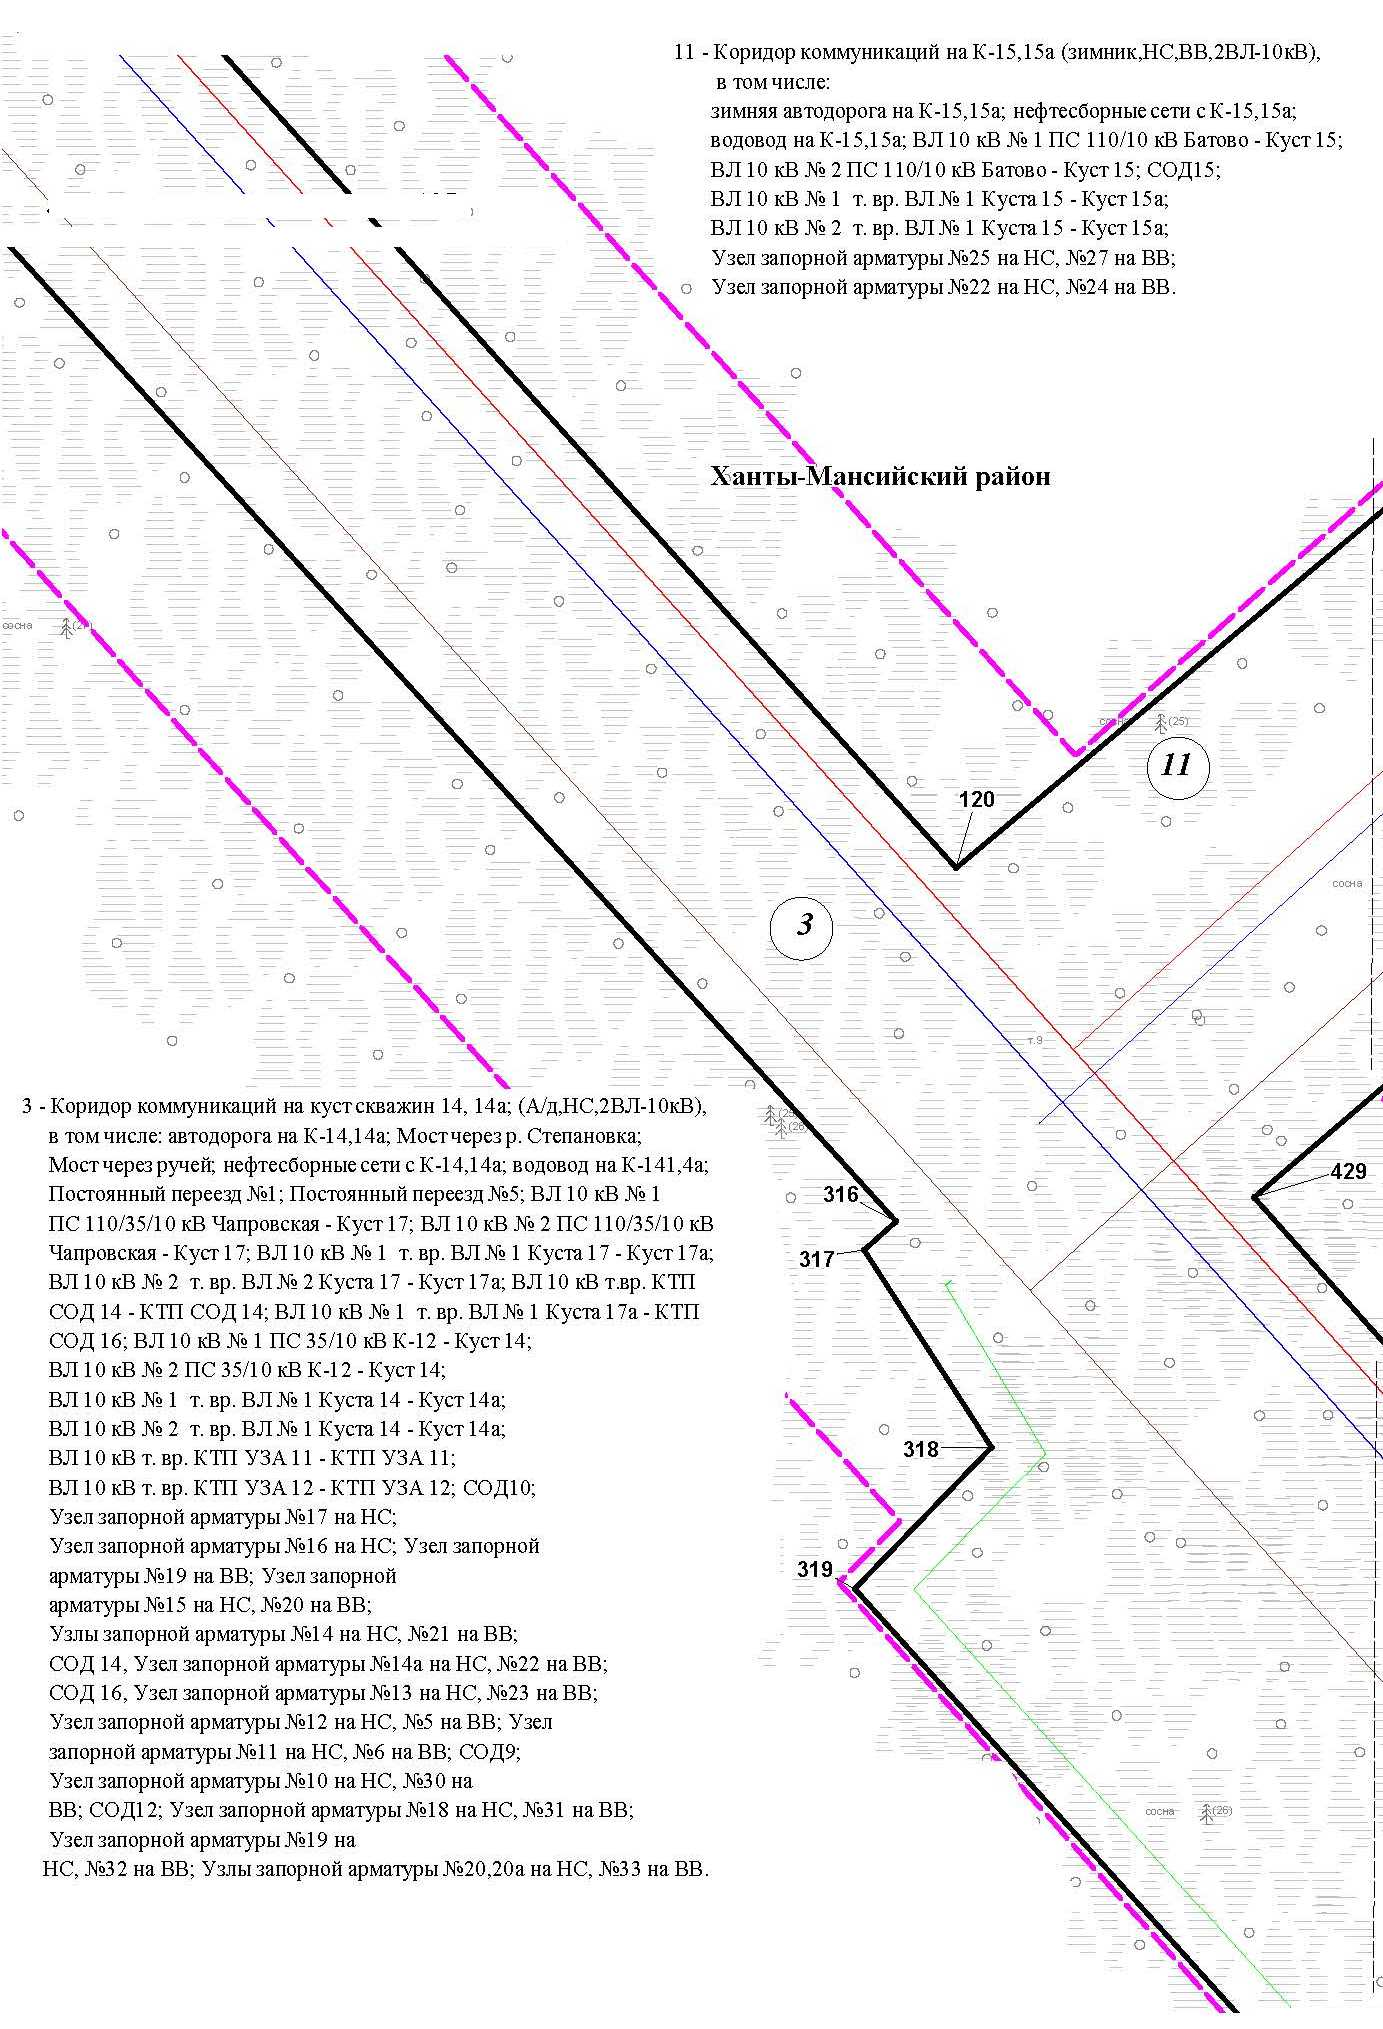 11 - Коридор коммуникаций на К-15,15а (зимник,НС,ВВ,2ВЛ-10кВ),
в том числе:
зимняя автодорога на К-15,15а; нефтесборные сети с К-15,15а;
водовод на К-15,15а; ВЛ 10 кВ № 1 ПС 110/10 кВ Батово - Куст 15;
ВЛ 10 кВ № 2 ПС 110/10 кВ Батово - Куст 15; СОД15;
ВЛ 10 кВ № 1 т. вр. ВЛ № 1 Куста 15 - Куст 15а;
ВЛ 10 кВ № 2 т. вр. ВЛ № 1 Куста 15 - Куст 15а;
Узел запорной арматуры №25 на НС, №27 на ВВ;
Узел запорной арматуры №22 на НС, №24 на ВВ.
Ханты-Мансийский район
сосна
сосна (25)
11
120
сосна
3
т.9
429
316
317
318
319
сосна (26)
3 - Коридор коммуникаций на куст скважин 14, 14а; (А/д,НС,2ВЛ-10кВ),
в том числе: автодорога на К-14,14а; Мост через р. Степановка;
Мост через ручей; нефтесборные сети с К-14,14а; водовод на К-141,4а;
Постоянный переезд №1; Постоянный переезд №5; ВЛ 10 кВ № 1
ПС 110/35/10 кВ Чапровская - Куст 17; ВЛ 10 кВ № 2 ПС 110/35/10 кВ
Чапровская - Куст 17; ВЛ 10 кВ № 1 т. вр. ВЛ № 1 Куста 17 - Куст 17а;
ВЛ 10 кВ № 2 т. вр. ВЛ № 2 Куста 17 - Куст 17а; ВЛ 10 кВ т.вр. КТП
СОД 14 - КТП СОД 14; ВЛ 10 кВ № 1 т. вр. ВЛ № 1 Куста 17а - КТП
СОД 16; ВЛ 10 кВ № 1 ПС 35/10 кВ К-12 - Куст 14;
ВЛ 10 кВ № 2 ПС 35/10 кВ К-12 - Куст 14;
ВЛ 10 кВ № 1 т. вр. ВЛ № 1 Куста 14 - Куст 14а;
ВЛ 10 кВ № 2 т. вр. ВЛ № 1 Куста 14 - Куст 14а;
ВЛ 10 кВ т. вр. КТП УЗА 11 - КТП УЗА 11;
ВЛ 10 кВ т. вр. КТП УЗА 12 - КТП УЗА 12; СОД10;
Узел запорной арматуры №17 на НС;
Узел запорной арматуры №16 на НС; Узел запорной
арматуры №19 на ВВ; Узел запорной
арматуры №15 на НС, №20 на ВВ;
Узлы запорной арматуры №14 на НС, №21 на ВВ;
СОД 14, Узел запорной арматуры №14а на НС, №22 на ВВ;
СОД 16, Узел запорной арматуры №13 на НС, №23 на ВВ;
Узел запорной арматуры №12 на НС, №5 на ВВ; Узел
запорной арматуры №11 на НС, №6 на ВВ; СОД9;
Узел запорной арматуры №10 на НС, №30 на
ВВ; СОД12; Узел запорной арматуры №18 на НС, №31 на ВВ;
Узел запорной арматуры №19 на
НС, №32 на ВВ; Узлы запорной арматуры №20,20а на НС, №33 на ВВ.